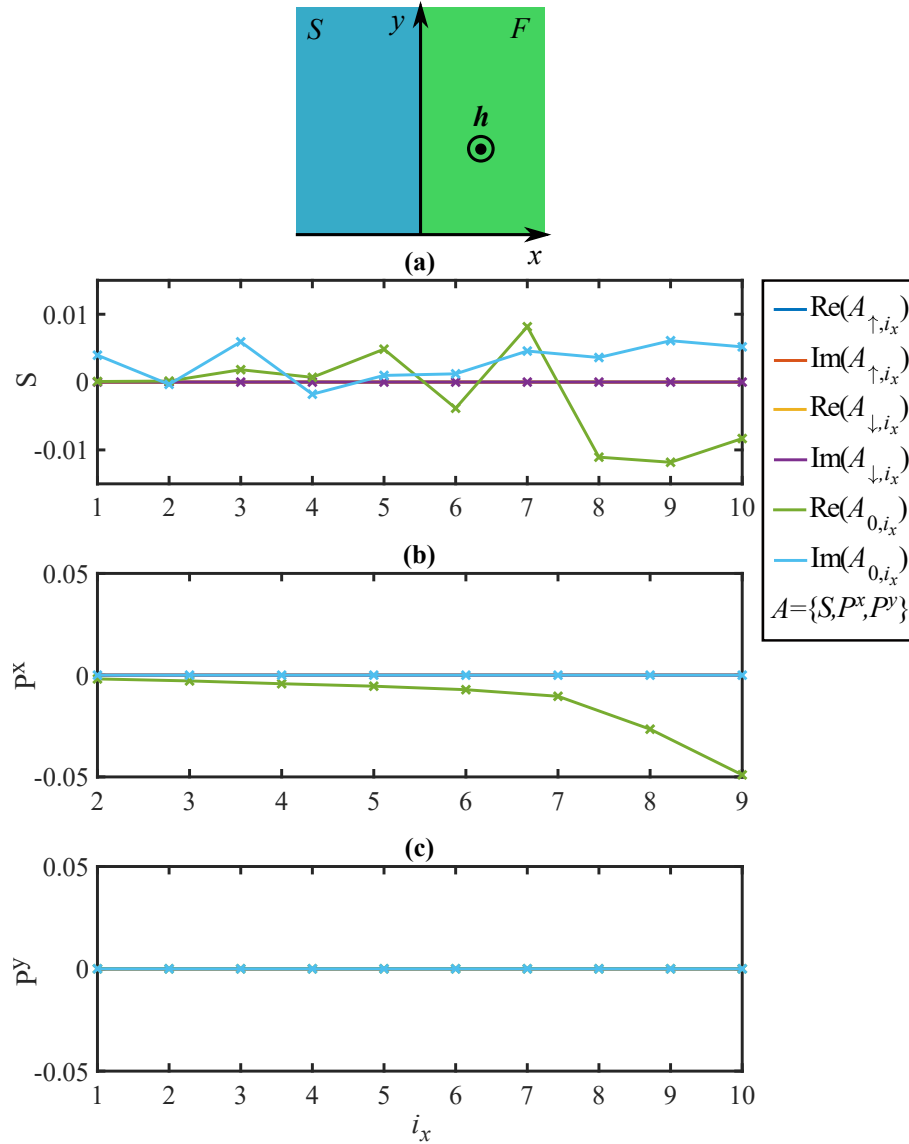 S y F
h
x
(a)
0.01
0
-0.01
S
1 2 3 4 5 6 7 8 9 10
Re(A↑,iₓ)
Im(A↑,iₓ)
Re(A↓,iₓ)
Im(A↓,iₓ)
Re(A0,iₓ)
Im(A0,iₓ)
A={S,Pˣ,Pʸ}
(b)
0.05
0
-0.05
Pˣ
2 3 4 5 6 7 8 9
(c)
0.05
0
-0.05
Pʸ
1 2 3 4 5 6 7 8 9 10
iₓ